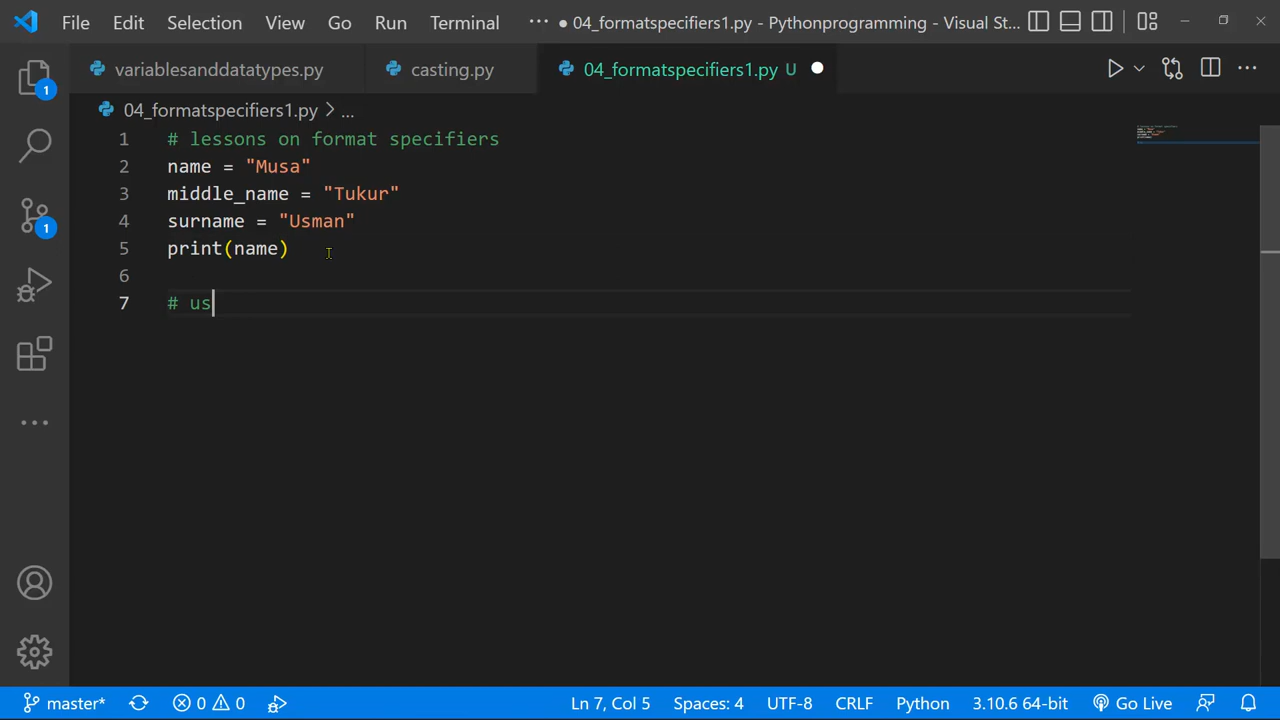 File Edit Selection View Go Run Terminal ··· ● 04_formatspecifiers1.py - Pythonprogramming - Visual St...
variablesanddatatypes.py casting.py 04_formatspecifiers1.py U
04_formatspecifiers1.py > ...
1 # lessons on format specifiers
2 name = "Musa"
3 middle_name = "Tukur"
4 surname = "Usman"
5 print(name)
6
7 # us
1
1
master* 0 0 Ln 7, Col 5 Spaces: 4 UTF-8 CRLF Python 3.10.6 64-bit Go Live